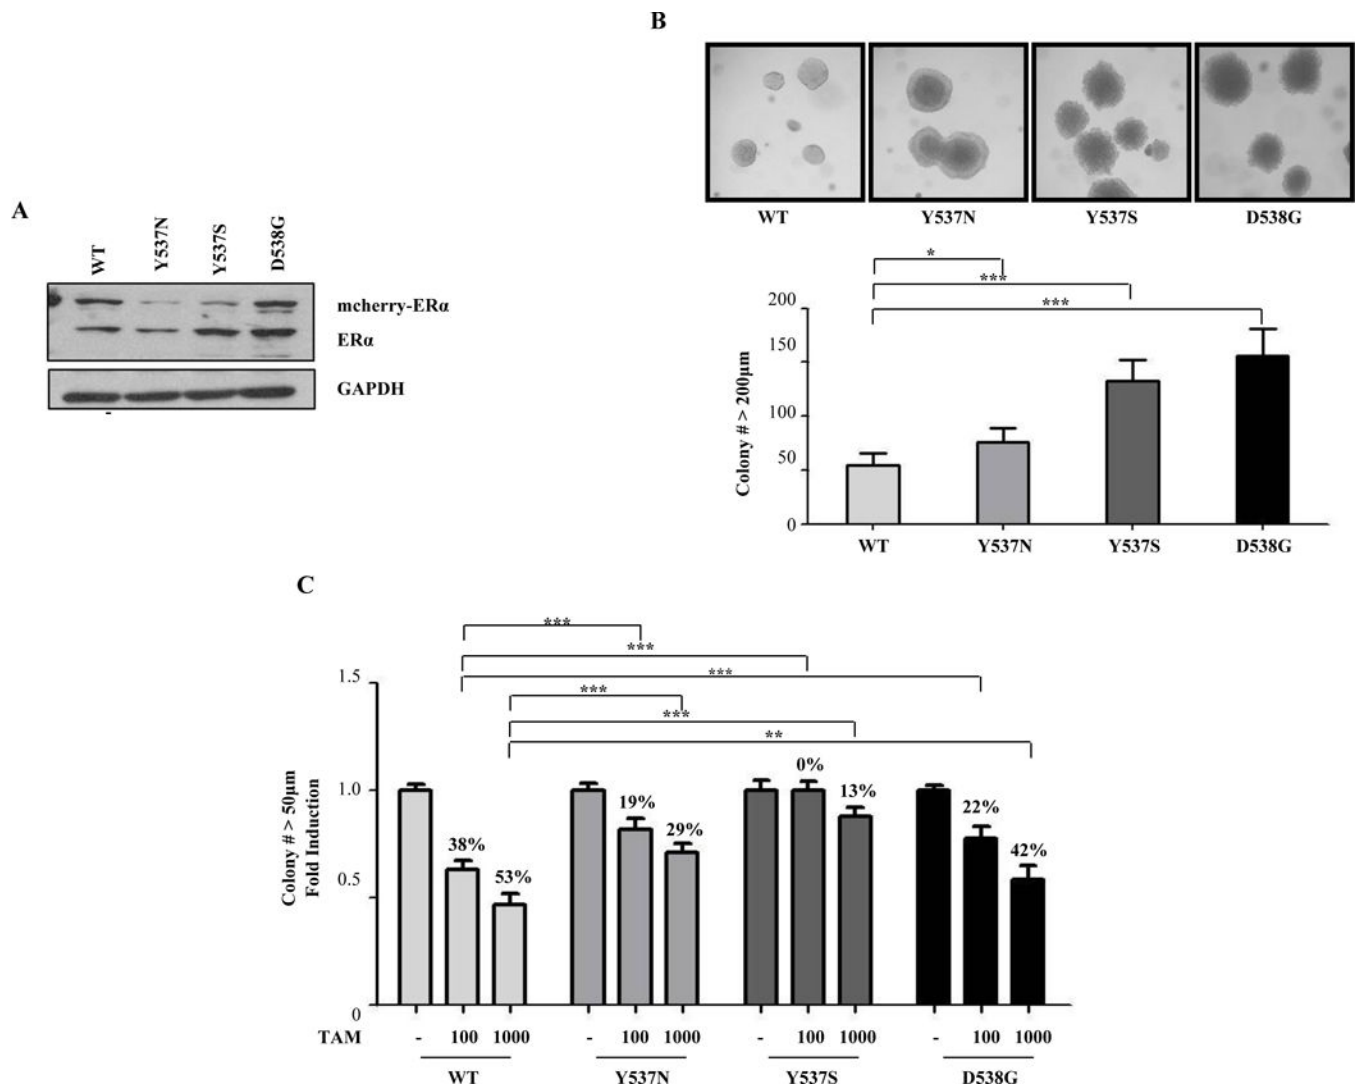 B
WT Y537N Y537S D538G
A
WT Y537N Y537S D538G
mcherry-ERα
ERα
GAPDH
-
*
***
***
200
150
100
50
0
Colony # > 200µm
WT Y537N Y537S D538G
C
***
***
***
***
***
**
1.5
1.0
0.5
0
Colony # > 50µm
Fold Induction
38% 53% 19% 29% 0% 13% 22% 42%
TAM - 100 1000 - 100 1000 - 100 1000 - 100 1000
WT Y537N Y537S D538G